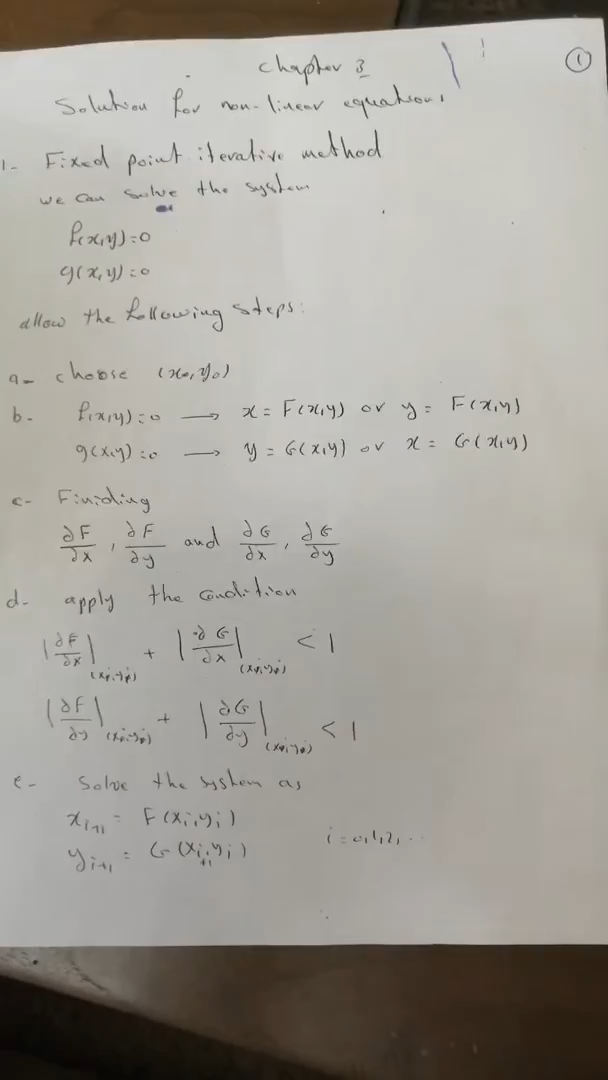 ①
chapter 3
Solution for non-linear equations
1- Fixed point iterative method
we can solve the system
f(x,y)=0
g(x,y)=0
allow the following steps:
a- choose (x₀,y₀)
b- f(x,y)=0 → x = F(x,y) or y = F(x,y)
g(x,y)=0 → y = G(x,y) or x = G(x,y)
c- Finiding
∂F/∂x , ∂F/∂y and ∂G/∂x , ∂G/∂y
d- apply the condition
|∂F/∂x|(x₀,y₀) + |∂G/∂x|(x₀,y₀) < 1
|∂F/∂y|(x₀,y₀) + |∂G/∂y|(x₀,y₀) < 1
e- Solve the system as
xᵢ₊₁ = F(xᵢ,yᵢ)
yᵢ₊₁ = G(xᵢ₊₁,yᵢ) i = 0,1,2,...